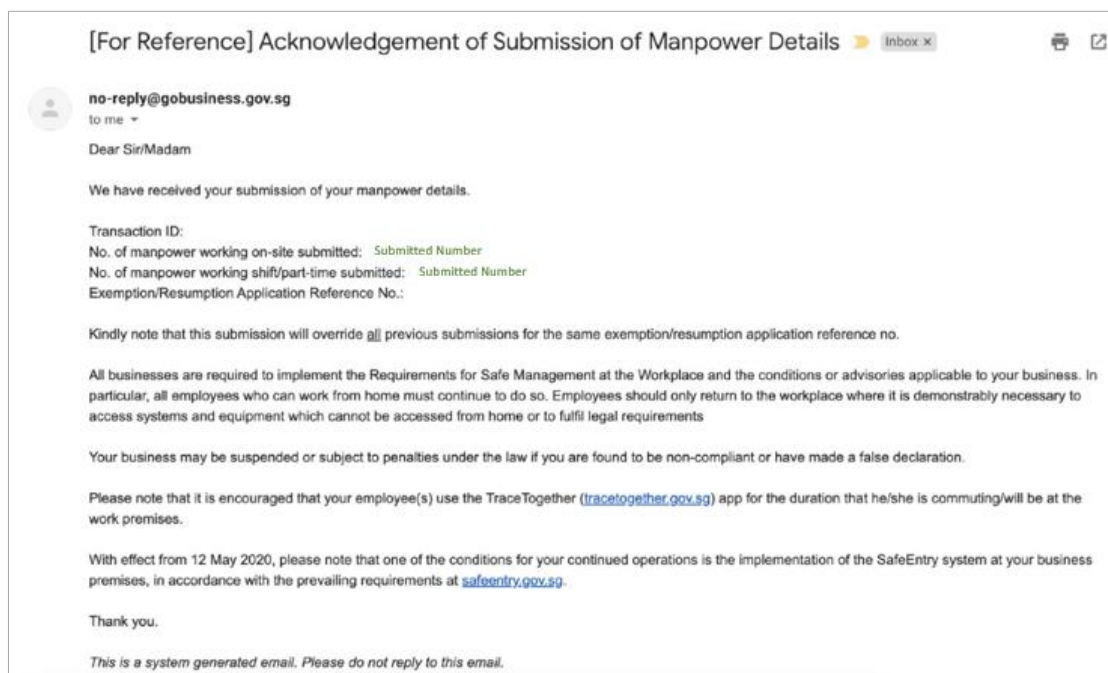 [For Reference] Acknowledgement of Submission of Manpower Details Inbox x
no-reply@gobusiness.gov.sg
to me
Dear Sir/Madam
We have received your submission of your manpower details.
Transaction ID:
No. of manpower working on-site submitted: Submitted Number
No. of manpower working shift/part-time submitted: Submitted Number
Exemption/Resumption Application Reference No.:
Kindly note that this submission will override all previous submissions for the same exemption/resumption application reference no.
All businesses are required to implement the Requirements for Safe Management at the Workplace and the conditions or advisories applicable to your business. In
particular, all employees who can work from home must continue to do so. Employees should only return to the workplace where it is demonstrably necessary to
access systems and equipment which cannot be accessed from home or to fulfil legal requirements
Your business may be suspended or subject to penalties under the law if you are found to be non-compliant or have made a false declaration.
Please note that it is encouraged that your employee(s) use the TraceTogether (tracetogether.gov.sg) app for the duration that he/she is commuting/will be at the
work premises.
With effect from 12 May 2020, please note that one of the conditions for your continued operations is the implementation of the SafeEntry system at your business
premises, in accordance with the prevailing requirements at safeentry.gov.sg.
Thank you.
This is a system generated email. Please do not reply to this email.